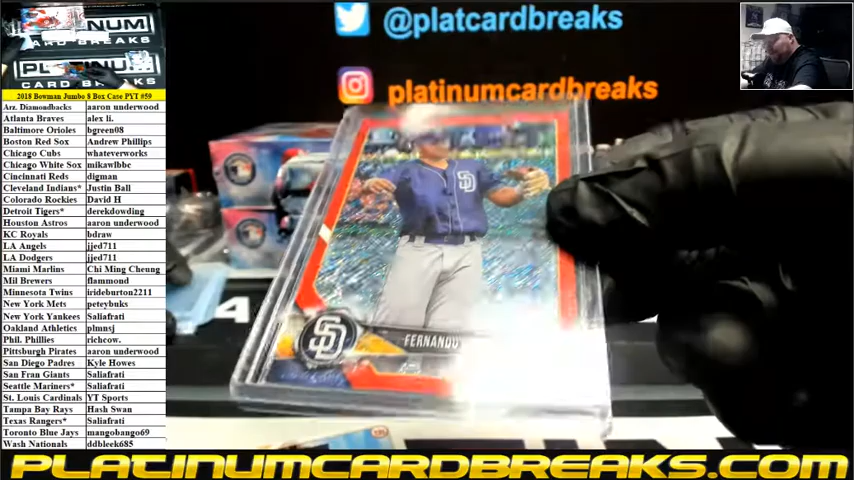 @platcardbreaks
platinumcardbreaks
PLATINUM
CARD BREAKS
2018 Bowman Jumbo 8 Box Case PYT #59
Arz. Diamondbacks aaron underwood
Atlanta Braves alex li.
Baltimore Orioles bgreen08
Boston Red Sox Andrew Phillips
Chicago Cubs whateverworks
Chicago White Sox mikawlbbc
Cincinnati Reds digman
Cleveland Indians* Justin Ball
Colorado Rockies David H
Detroit Tigers* derekdowding
Houston Astros aaron underwood
KC Royals bdraw
LA Angels jjed711
LA Dodgers jjed711
Miami Marlins Chi Ming Cheung
Mil Brewers flammond
Minnesota Twins irideburton2211
New York Mets peteybuks
New York Yankees Saliafrati
Oakland Athletics plmnsj
Phil. Phillies richcow.
Pittsburgh Pirates aaron underwood
San Diego Padres Kyle Howes
San Fran Giants Saliafrati
Seattle Mariners* Saliafrati
St. Louis Cardinals YT Sports
Tampa Bay Rays Hash Swan
Texas Rangers* Saliafrati
Toronto Blue Jays mangobango69
Wash Nationals ddbleek685
SD
SD
FERNANDO
4
PLATINUMCARDBREAKS.COM